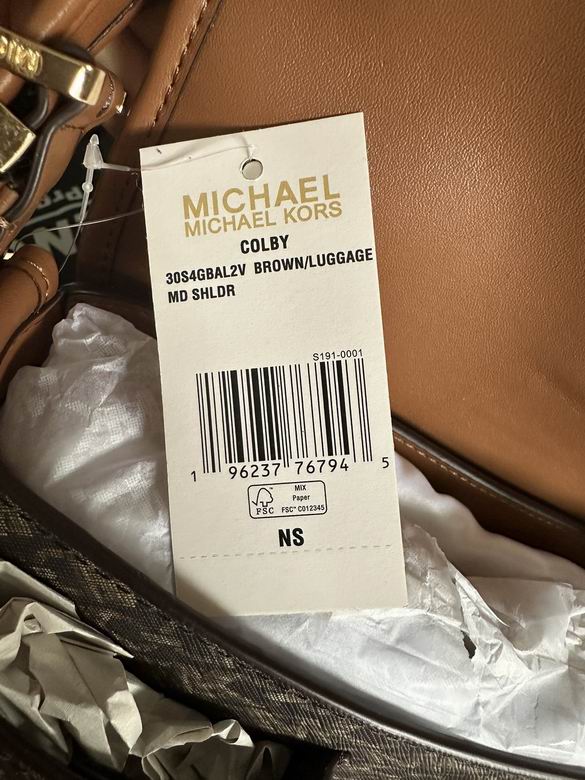 MICHAEL
MICHAEL KORS
COLBY
30S4GBAL2V BROWN/LUGGAGE
MD SHLDR
S191-0001
1 96237 76794 5
MIX
Paper
FSC
FSC™ C012345
NS